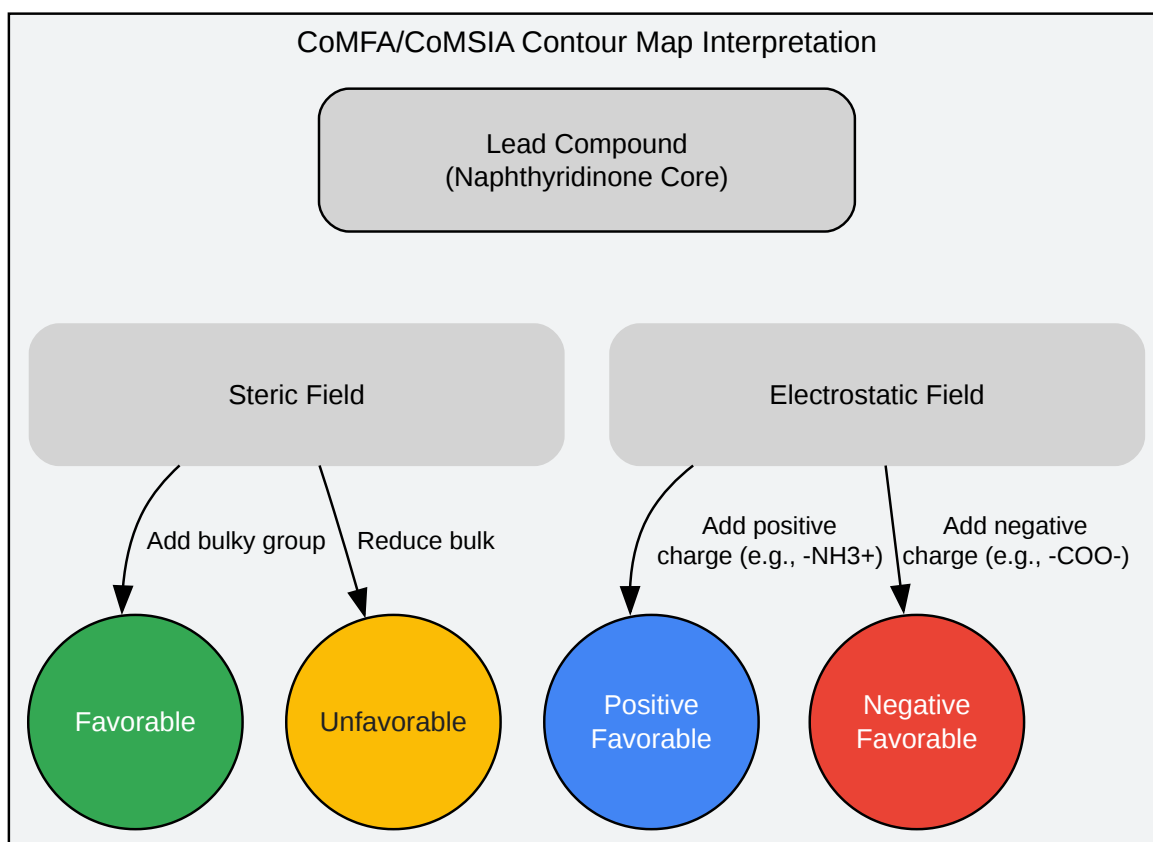 CoMFA/CoMSIA Contour Map Interpretation
Lead Compound
(Naphthyridinone Core)
Steric Field
Electrostatic Field
Add bulky group
Reduce bulk
Add positive
charge (e.g., -NH3+)
Add negative
charge (e.g., -COO-)
Favorable
Unfavorable
Positive
Favorable
Negative
Favorable